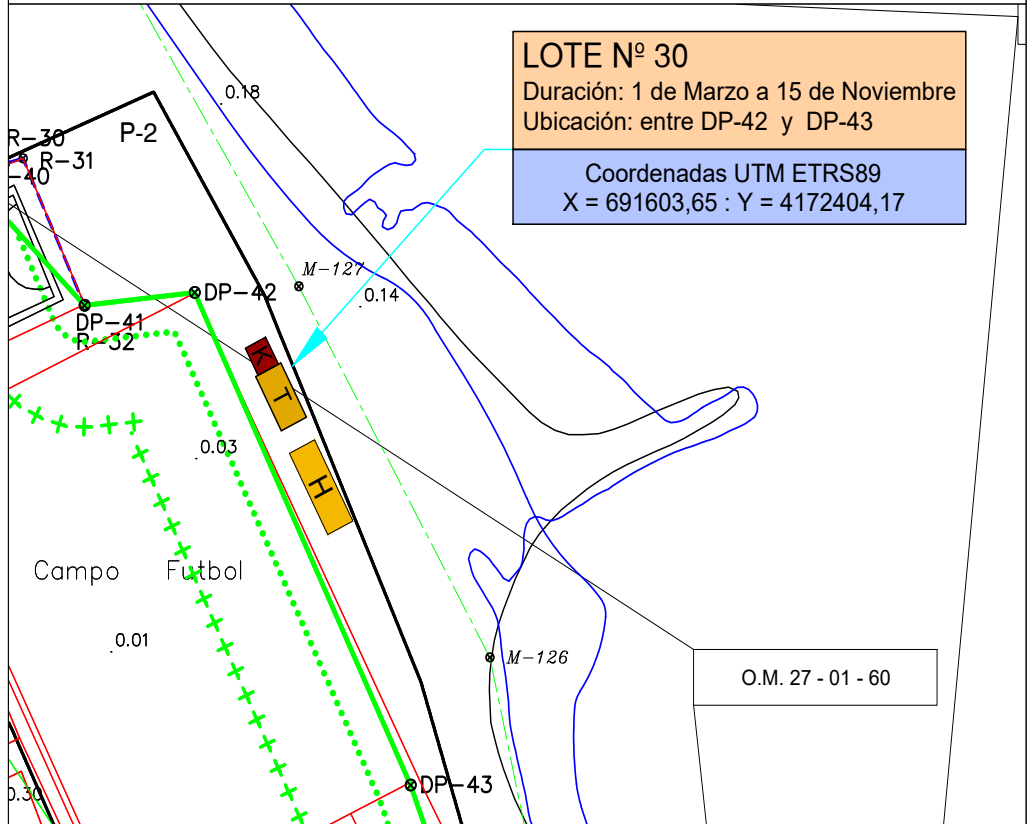 LOTE Nº 30
Duración: 1 de Marzo a 15 de Noviembre
Ubicación: entre DP-42 y DP-43
Coordenadas UTM ETRS89
X = 691603,65 : Y = 4172404,17
0.18
P-2
R-30
R-31
-40
M-127
DP-42
0.14
DP-41
R-32
K
T
0.03
H
Campo Futbol
0.01
M-126
O.M. 27 - 01 - 60
DP-43
0.30